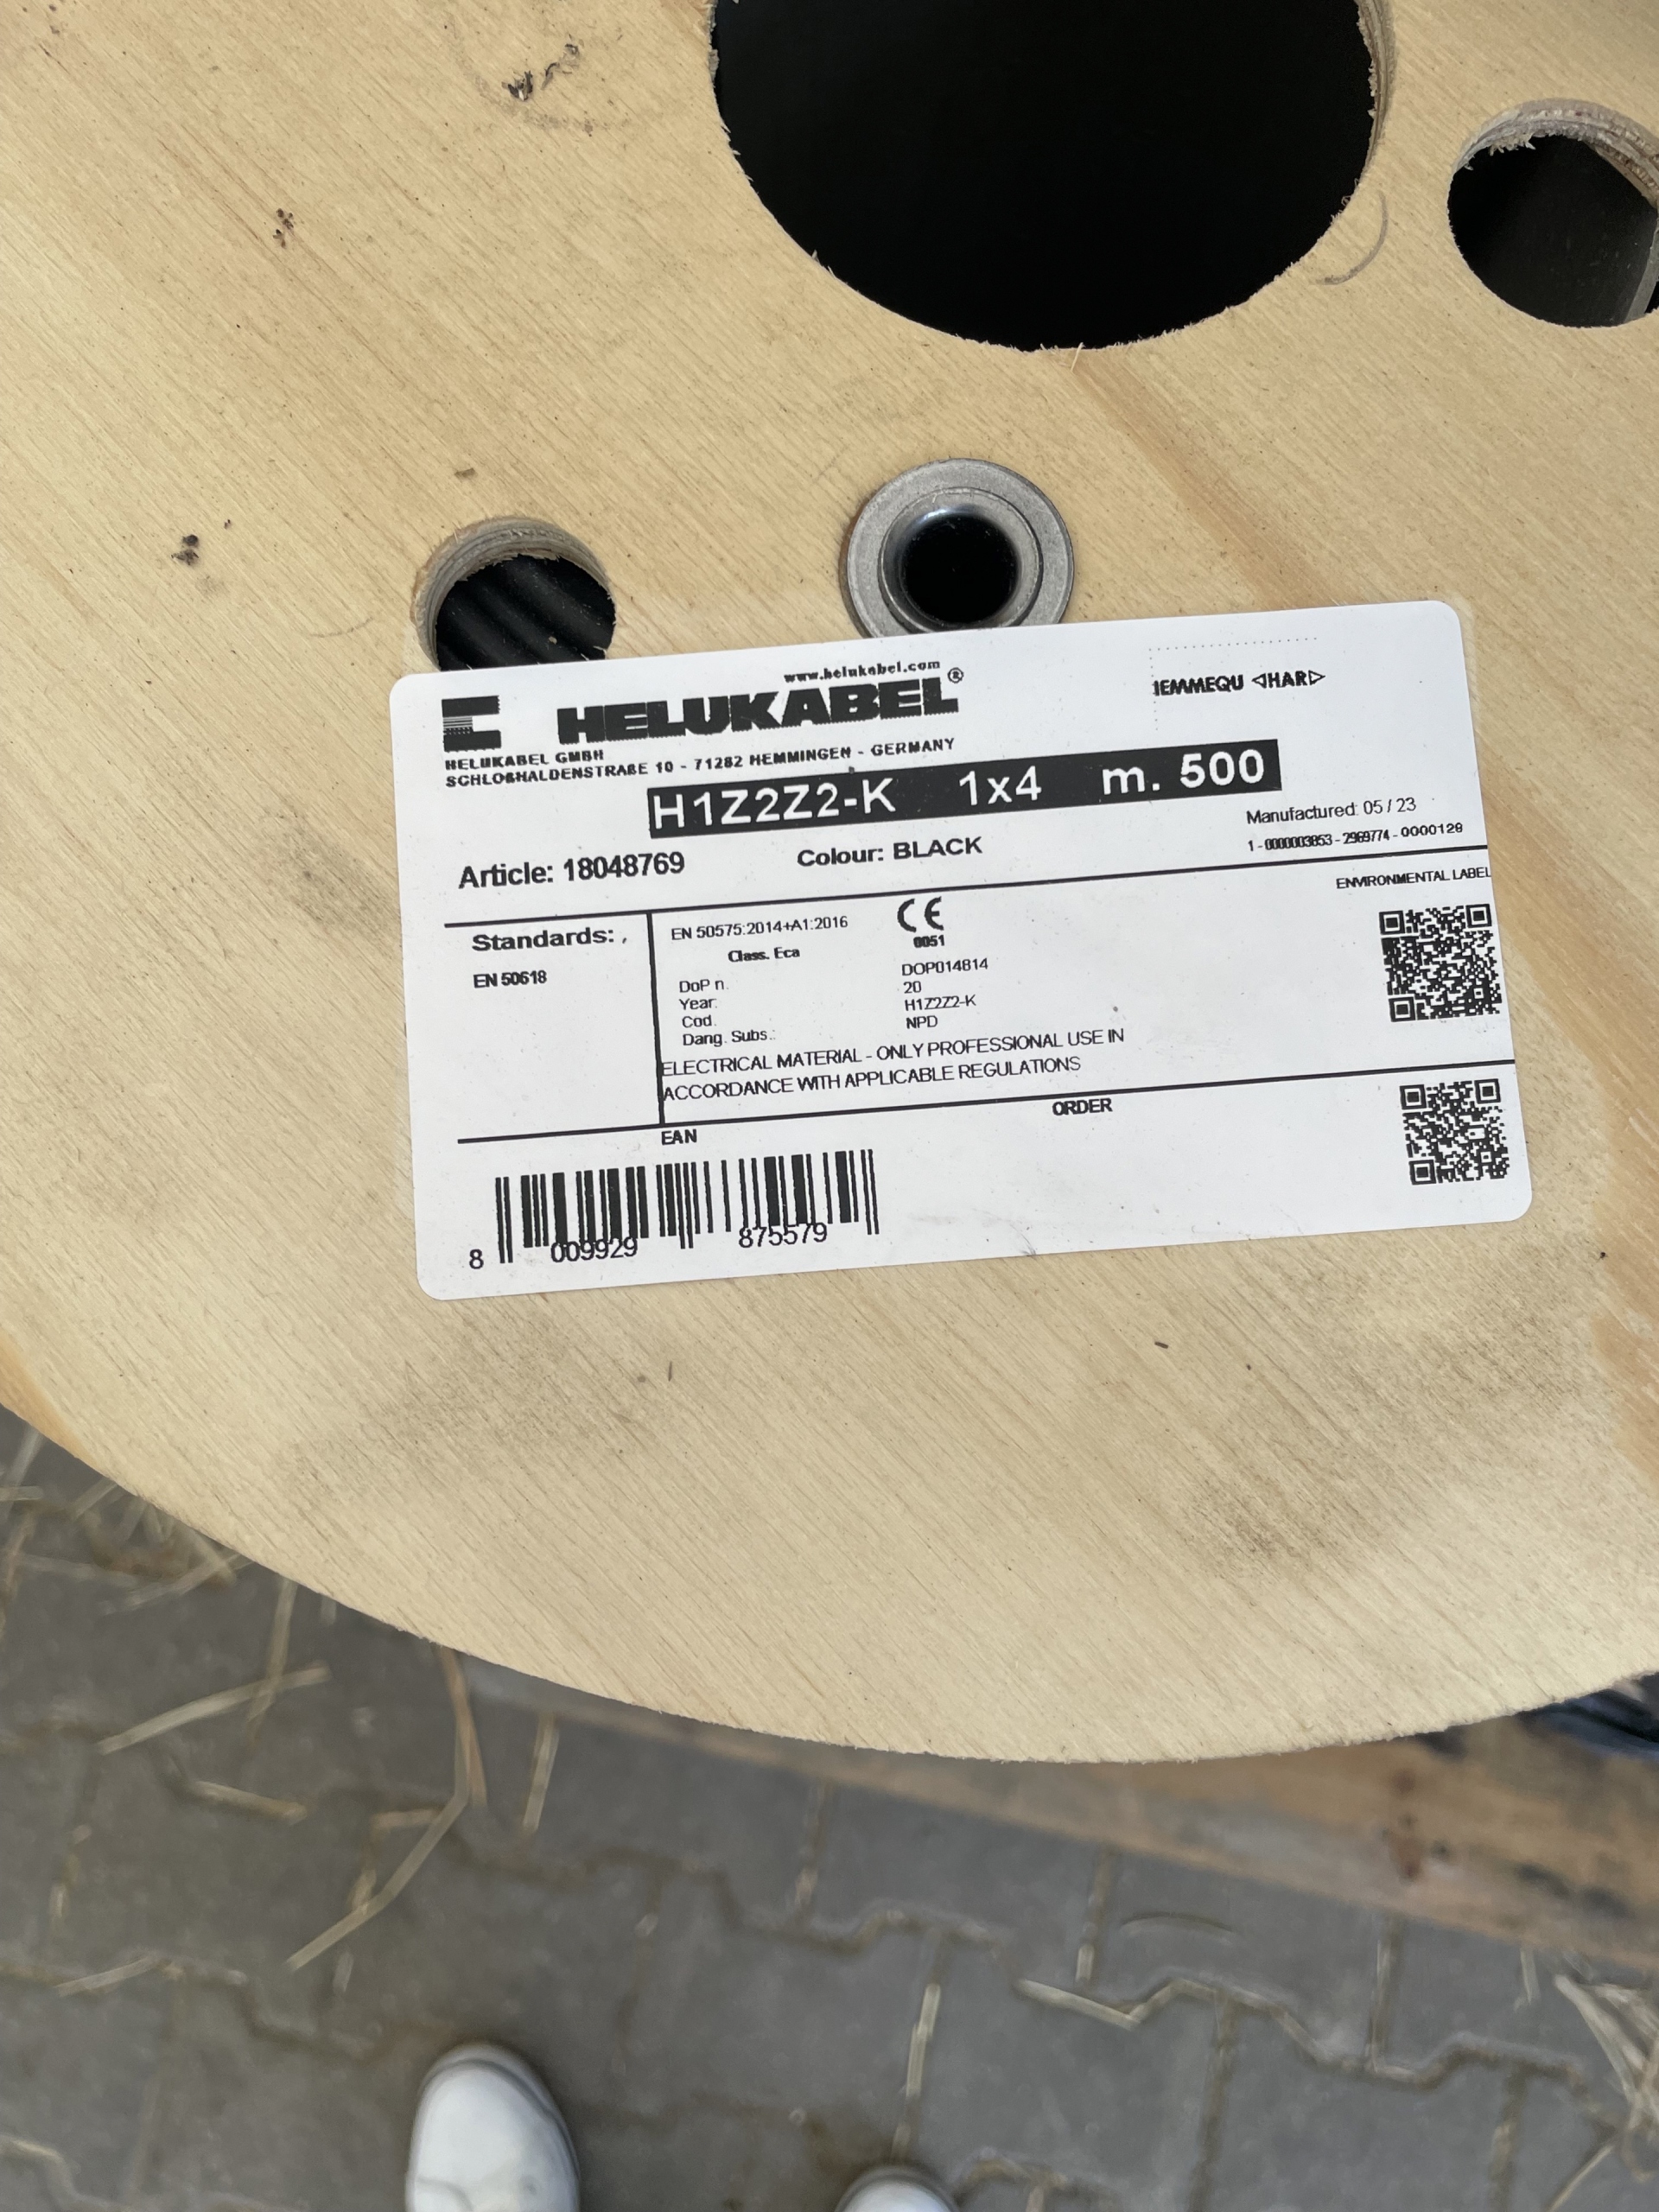 www.helukabel.com
HELUKABEL®
IEMMEQU ◁HAR▷
HELUKABEL GMBH
SCHLOßHALDENSTRAßE 10 - 71282 HEMMINGEN - GERMANY
H1Z2Z2-K 1x4 m. 500
Manufactured: 05 / 23
1 - 0000003853 - 2969774 - 0000128
Article: 18048769 Colour: BLACK
ENVIRONMENTAL LABEL
Standards: ,
EN 50618
EN 50575:2014+A1:2016
Class. Eca
CE
0051
DoP n. DOP014814
Year: 20
Cod. H1Z2Z2-K
Dang. Subs.: NPD
ELECTRICAL MATERIAL - ONLY PROFESSIONAL USE IN
ACCORDANCE WITH APPLICABLE REGULATIONS
EAN
ORDER
8 009929 875579